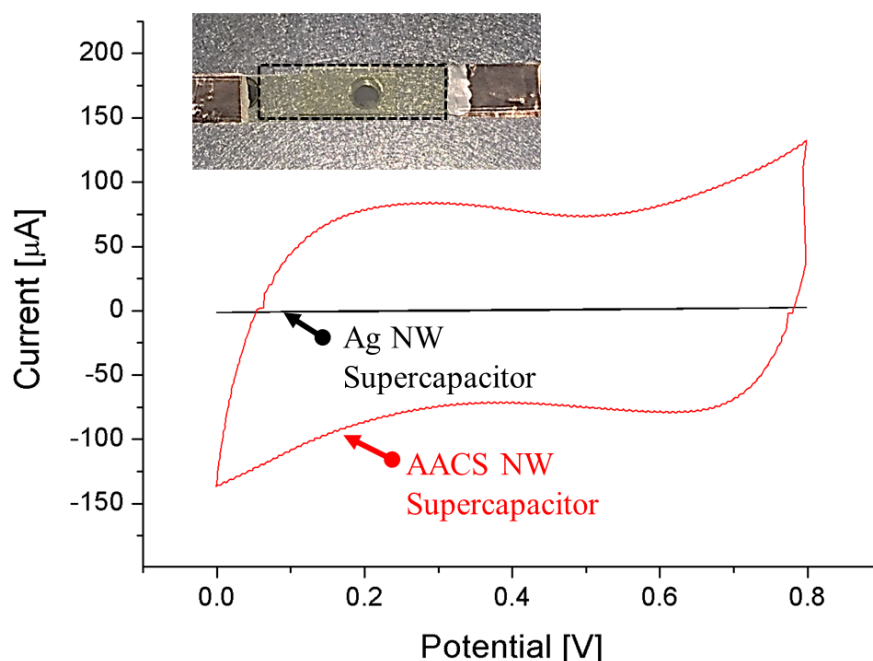 200
150
100
50
0
-50
-100
-150
Current [μA]
Ag NW
Supercapacitor
AACS NW
Supercapacitor
0.0 0.2 0.4 0.6 0.8
Potential [V]